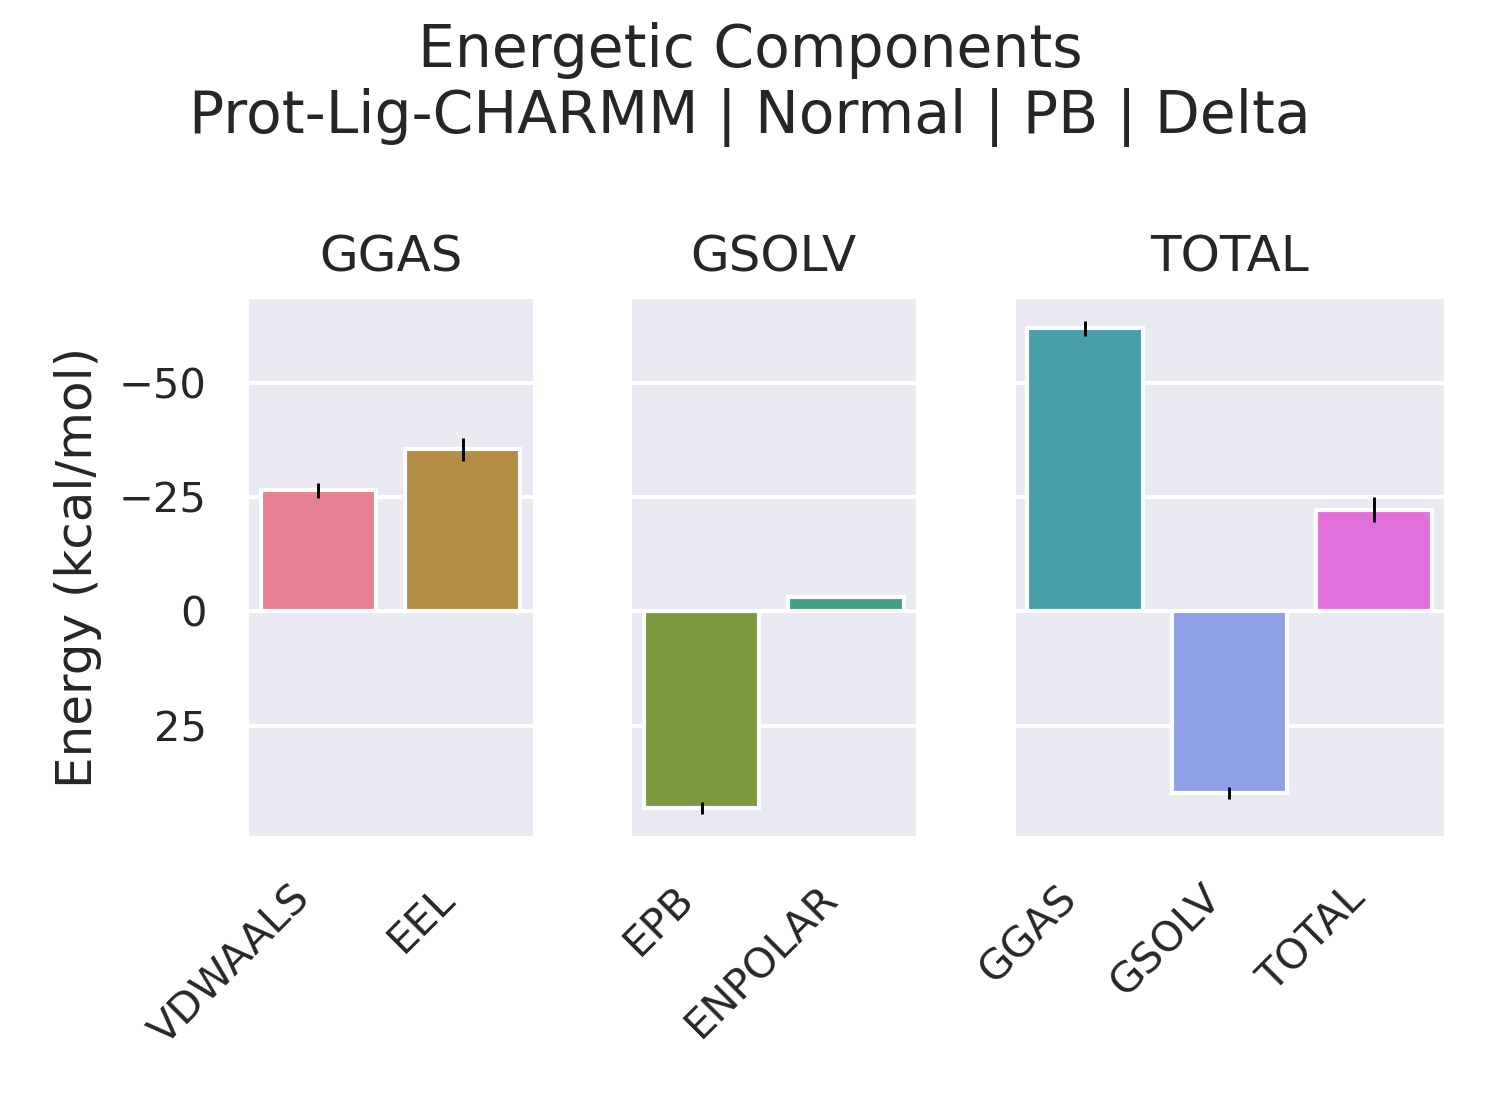 Energetic Components
Prot-Lig-CHARMM | Normal | PB | Delta
GGAS
GSOLV
TOTAL
Energy (kcal/mol)
−50
−25
0
25
VDWAALS
EEL
EPB
ENPOLAR
GGAS
GSOLV
TOTAL